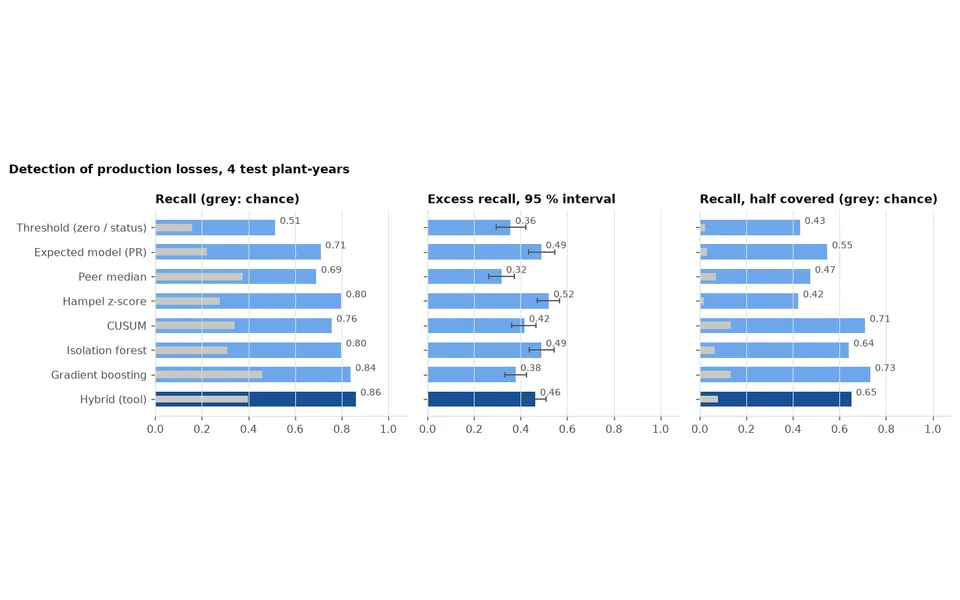 Detection of production losses, 4 test plant-years
Recall (grey: chance)
Threshold (zero / status)
Expected model (PR)
Peer median
Hampel z-score
CUSUM
Isolation forest
Gradient boosting
Hybrid (tool)
0.51
0.71
0.69
0.80
0.76
0.80
0.84
0.86
0.0 0.2 0.4 0.6 0.8 1.0
Excess recall, 95 % interval
0.36
0.49
0.32
0.52
0.42
0.49
0.38
0.46
0.0 0.2 0.4 0.6 0.8 1.0
Recall, half covered (grey: chance)
0.43
0.55
0.47
0.42
0.71
0.64
0.73
0.65
0.0 0.2 0.4 0.6 0.8 1.0